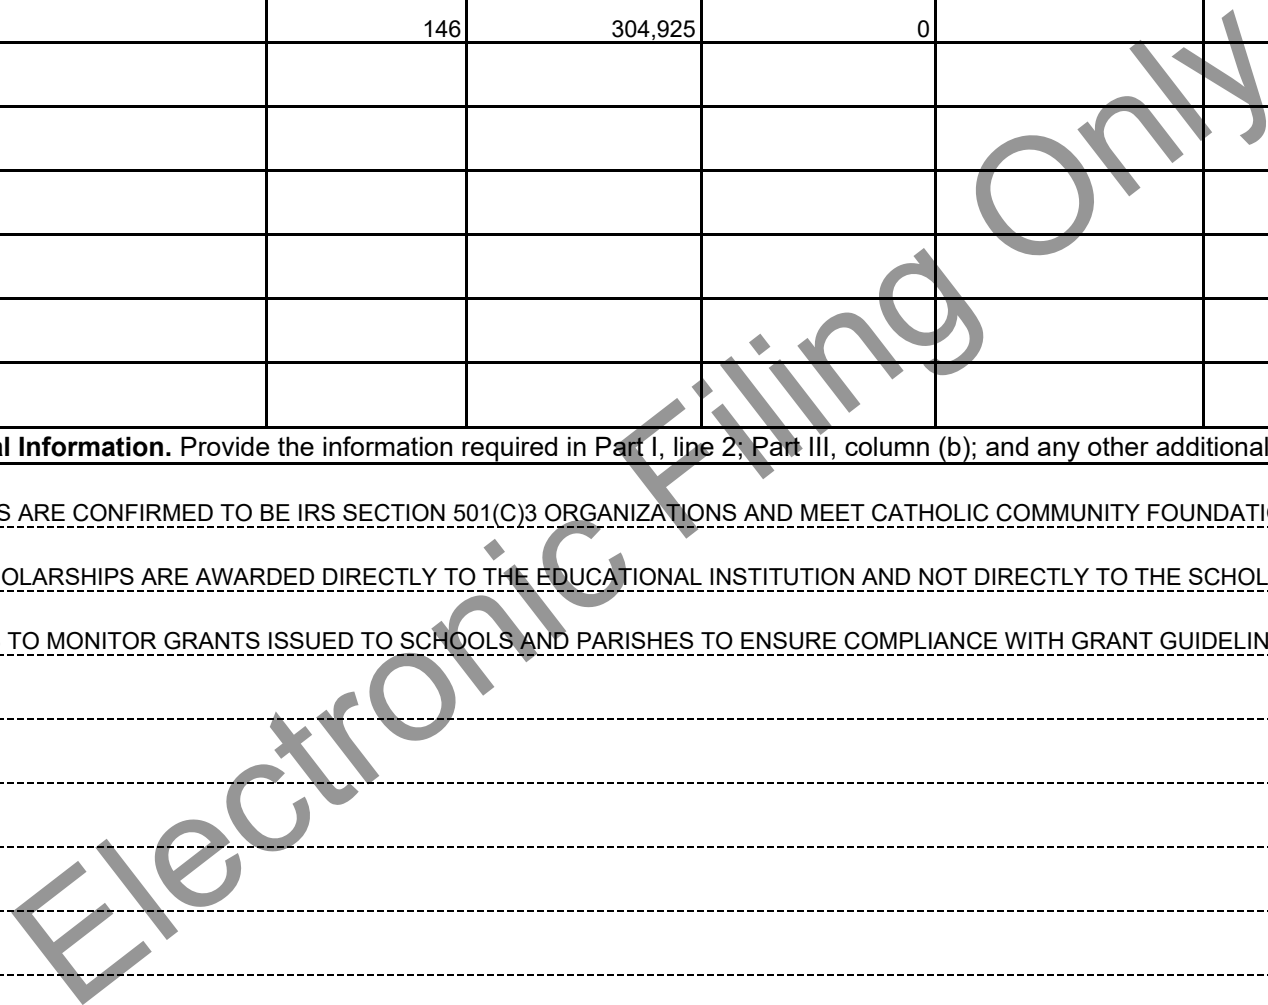 146 304,925 0
al Information. Provide the information required in Part I, line 2; Part III, column (b); and any other additional
S ARE CONFIRMED TO BE IRS SECTION 501(C)3 ORGANIZATIONS AND MEET CATHOLIC COMMUNITY FOUNDATI
OLARSHIPS ARE AWARDED DIRECTLY TO THE EDUCATIONAL INSTITUTION AND NOT DIRECTLY TO THE SCHOL
TO MONITOR GRANTS ISSUED TO SCHOOLS AND PARISHES TO ENSURE COMPLIANCE WITH GRANT GUIDELIN
Electronic Filing Only